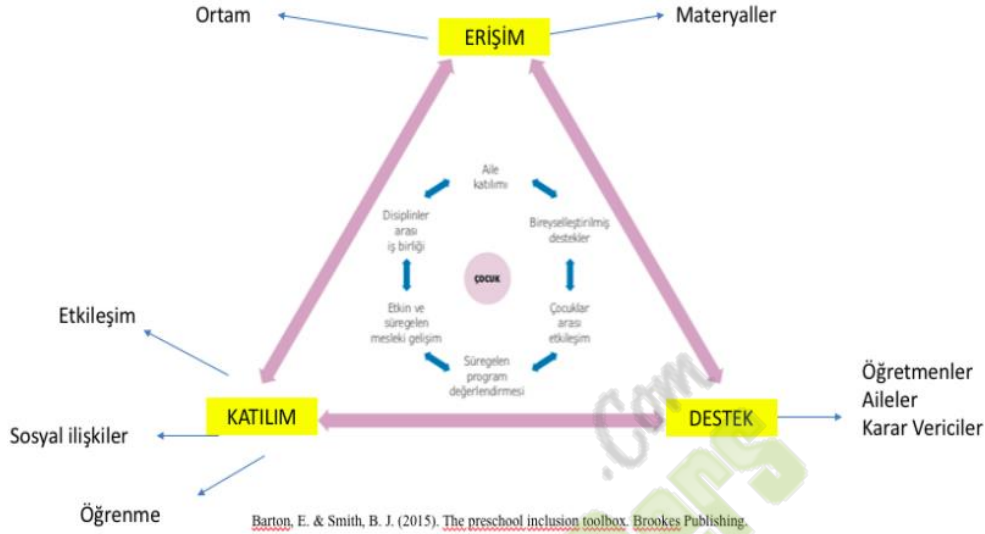 Ortam
Materyaller
ERİŞİM
Aile
katılımı
Disiplinler
arası
iş birliği
Bireyselleştirilmiş
destekler
ÇOCUK
Etkin ve
süregelen
mesleki gelişim
Çocuklar
arası
etkileşim
Süregelen
program
değerlendirmesi
Etkileşim
KATILIM
DESTEK
Öğretmenler
Aileler
Karar Vericiler
Sosyal ilişkiler
Öğrenme
.Com
Barton, E. & Smith, B. J. (2015). The preschool inclusion toolbox. Brookes Publishing.